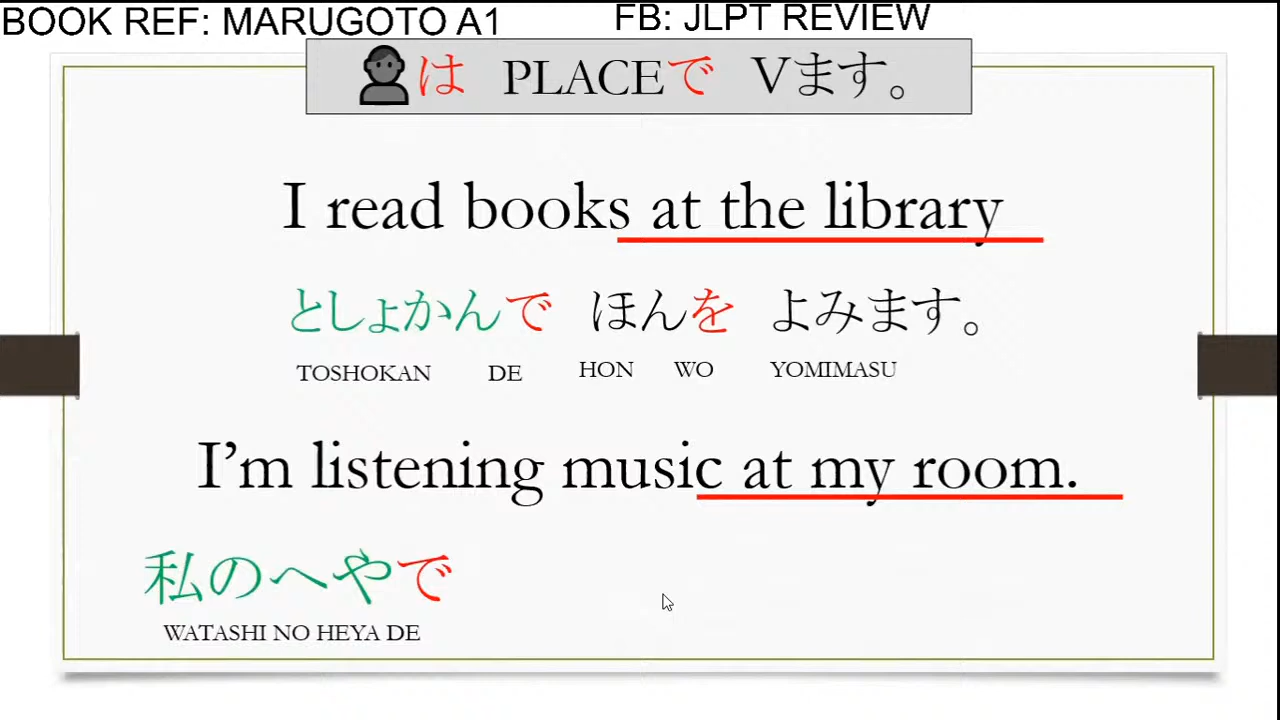 BOOK REF: MARUGOTO A1 FB: JLPT REVIEW
は PLACEで Vます。
I read books at the library
としょかんで ほんを よみます。
TOSHOKAN DE HON WO YOMIMASU
I'm listening music at my room.
私のへやで
WATASHI NO HEYA DE